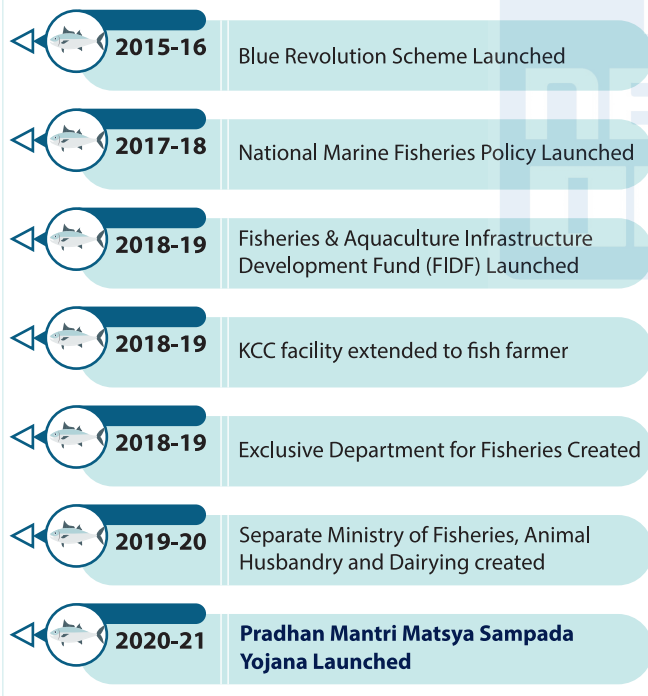 2015-16
Blue Revolution Scheme Launched
2017-18
National Marine Fisheries Policy Launched
2018-19
Fisheries & Aquaculture Infrastructure
Development Fund (FIDF) Launched
2018-19
KCC facility extended to fish farmer
2018-19
Exclusive Department for Fisheries Created
2019-20
Separate Ministry of Fisheries, Animal
Husbandry and Dairying created
2020-21
Pradhan Mantri Matsya Sampada
Yojana Launched